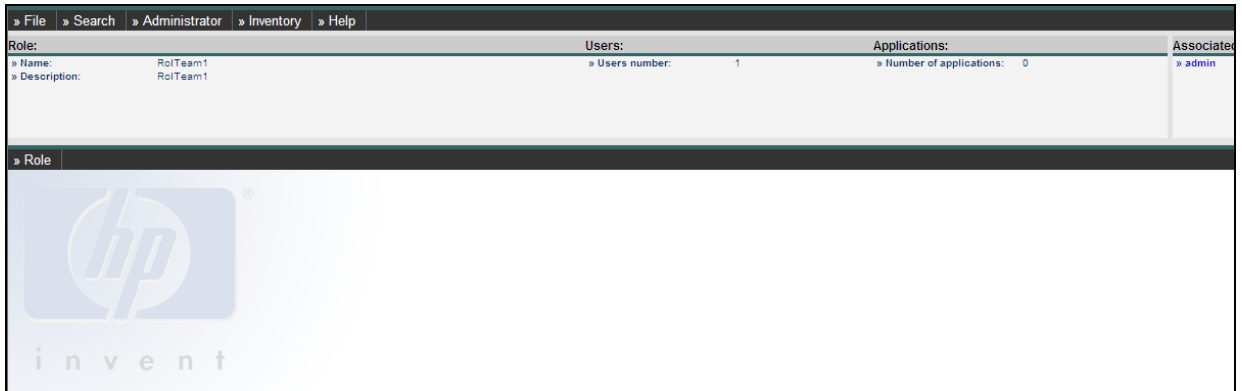 » File » Search » Administrator » Inventory » Help
Role: Users: Applications: Associated
» Name: RolTeam1 » Users number: 1 » Number of applications: 0 » admin
» Description: RolTeam1
» Role
®
hp
invent